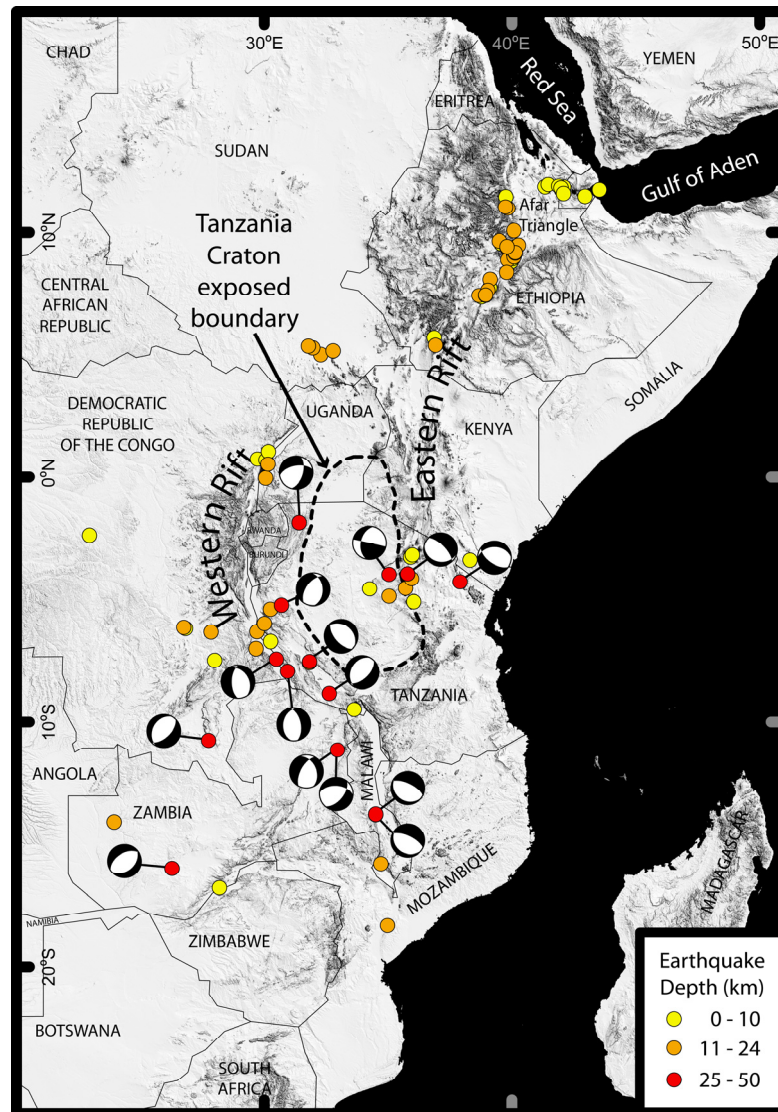 30°E
40°E
50°E
CHAD
YEMEN
Red Sea
ERITREA
SUDAN
Gulf of Aden
Afar
Triangle
Tanzania
Craton
exposed
boundary
10°N
CENTRAL
AFRICAN
REPUBLIC
ETHIOPIA
SOMALIA
DEMOCRATIC
REPUBLIC
OF THE CONGO
UGANDA
KENYA
Eastern Rift
0°N
Western Rift
RWANDA
BURUNDI
TANZANIA
10°S
ANGOLA
MALAWI
ZAMBIA
MOZAMBIQUE
MADAGASCAR
NAMIBIA
ZIMBABWE
20°S
BOTSWANA
SOUTH
AFRICA
Earthquake
Depth (km)
0 - 10
11 - 24
25 - 50